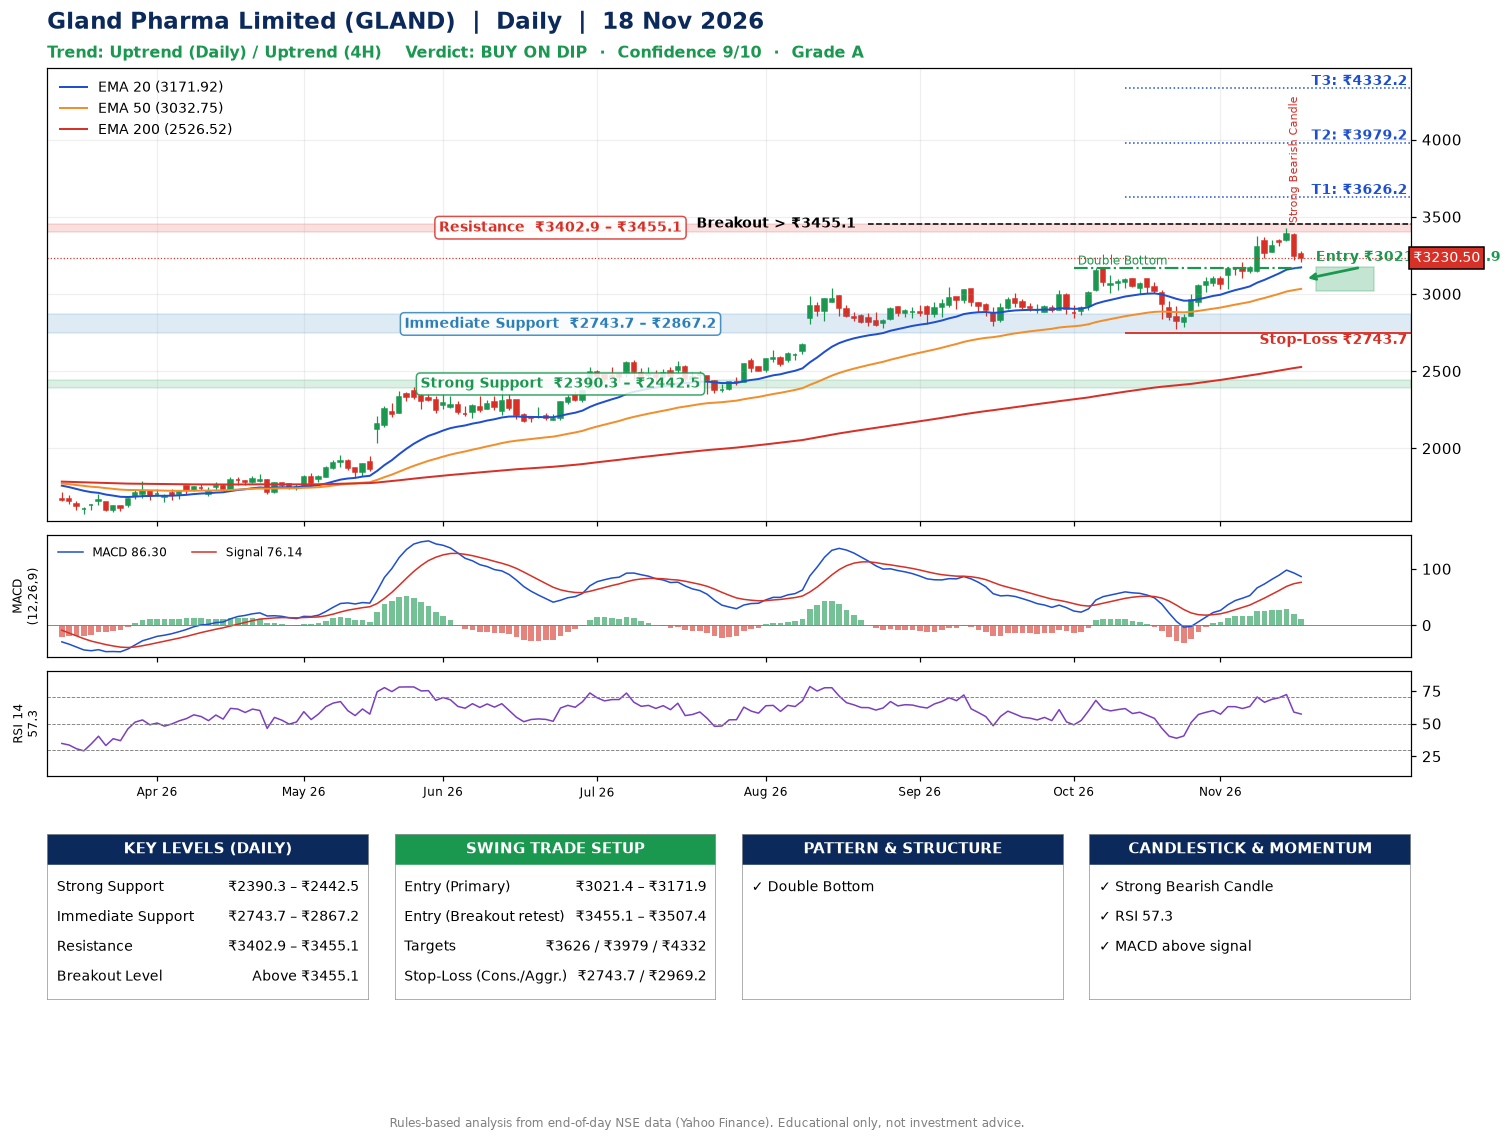 Gland Pharma Limited (GLAND)  |  Daily  |  18 Nov 2026
Trend: Uptrend (Daily) / Uptrend (4H)    Verdict: BUY ON DIP  ·  Confidence 9/10  ·  Grade A
EMA 20 (3171.92)
EMA 50 (3032.75)
EMA 200 (2526.52)
T3: ₹4332.2
Strong Bearish Candle
T2: ₹3979.2
T1: ₹3626.2
Resistance  ₹3402.9 – ₹3455.1
Breakout > ₹3455.1
Double Bottom
Entry ₹3021
.9
₹3230.50
Immediate Support  ₹2743.7 – ₹2867.2
Stop-Loss ₹2743.7
Strong Support  ₹2390.3 – ₹2442.5
4000
3500
3000
2500
2000
MACD 86.30
Signal 76.14
MACD
(12,26,9)
100
0
RSI 14
57.3
75
50
25
Apr 26
May 26
Jun 26
Jul 26
Aug 26
Sep 26
Oct 26
Nov 26
KEY LEVELS (DAILY)
Strong Support ₹2390.3 – ₹2442.5
Immediate Support ₹2743.7 – ₹2867.2
Resistance ₹3402.9 – ₹3455.1
Breakout Level Above ₹3455.1
SWING TRADE SETUP
Entry (Primary) ₹3021.4 – ₹3171.9
Entry (Breakout retest) ₹3455.1 – ₹3507.4
Targets ₹3626 / ₹3979 / ₹4332
Stop-Loss (Cons./Aggr.) ₹2743.7 / ₹2969.2
PATTERN & STRUCTURE
✓ Double Bottom
CANDLESTICK & MOMENTUM
✓ Strong Bearish Candle
✓ RSI 57.3
✓ MACD above signal
Rules-based analysis from end-of-day NSE data (Yahoo Finance). Educational only, not investment advice.